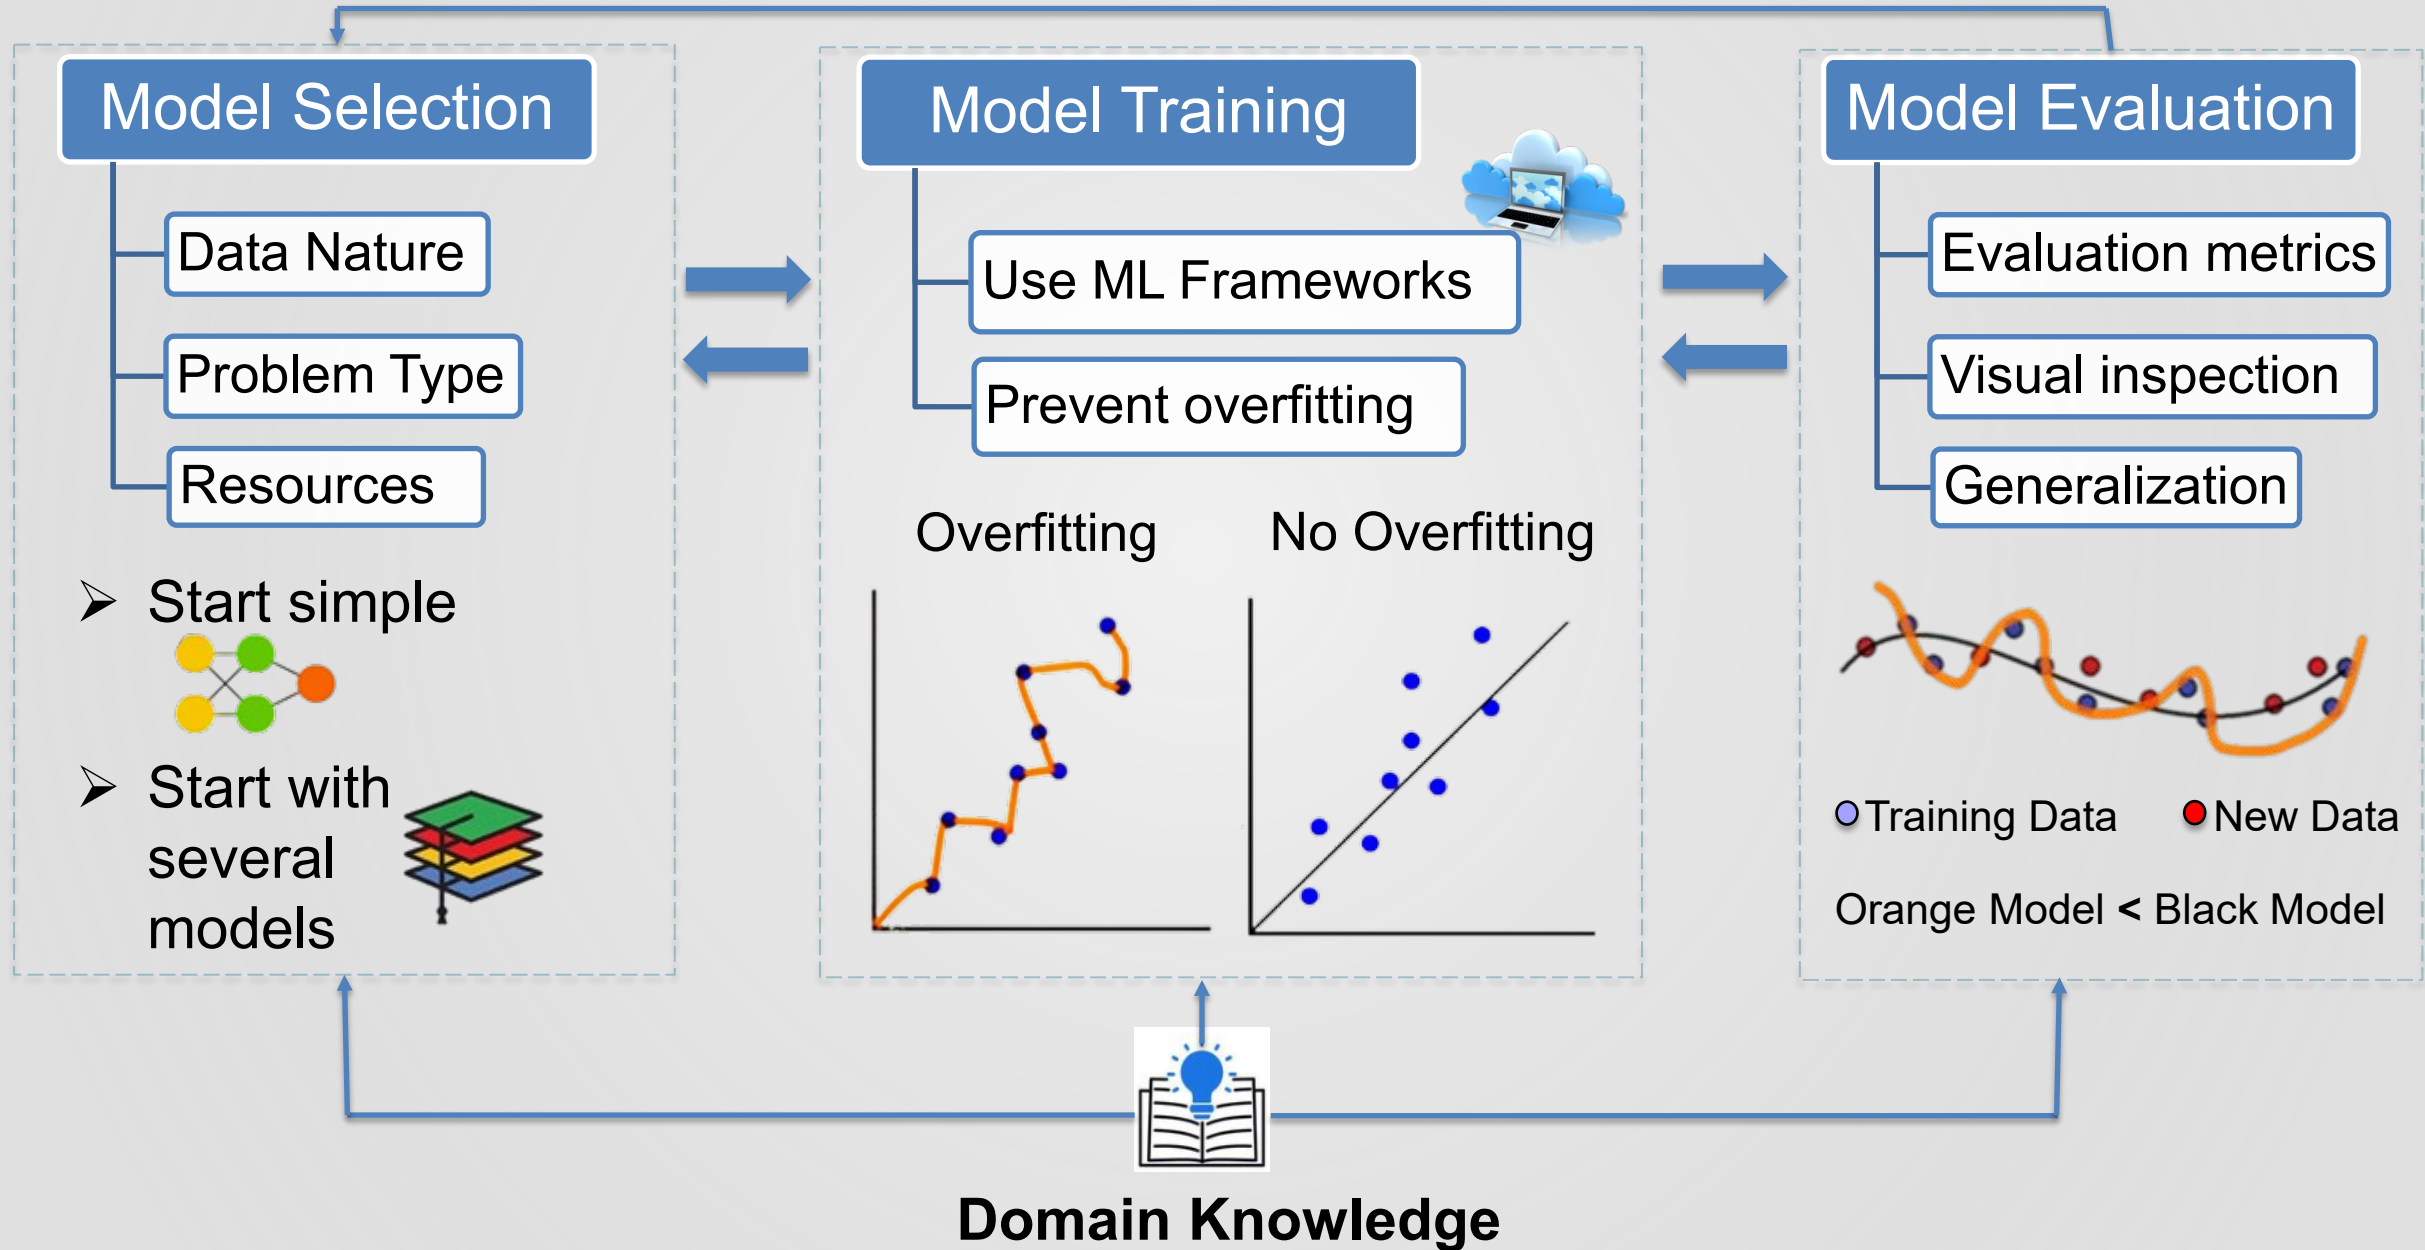 Model Selection
Data Nature
Problem Type
Resources
➢ Start simple
➢ Start with
several
models
Model Training
Use ML Frameworks
Prevent overfitting
Overfitting
No Overfitting
Model Evaluation
Evaluation metrics
Visual inspection
Generalization
Training Data
New Data
Orange Model < Black Model
Domain Knowledge